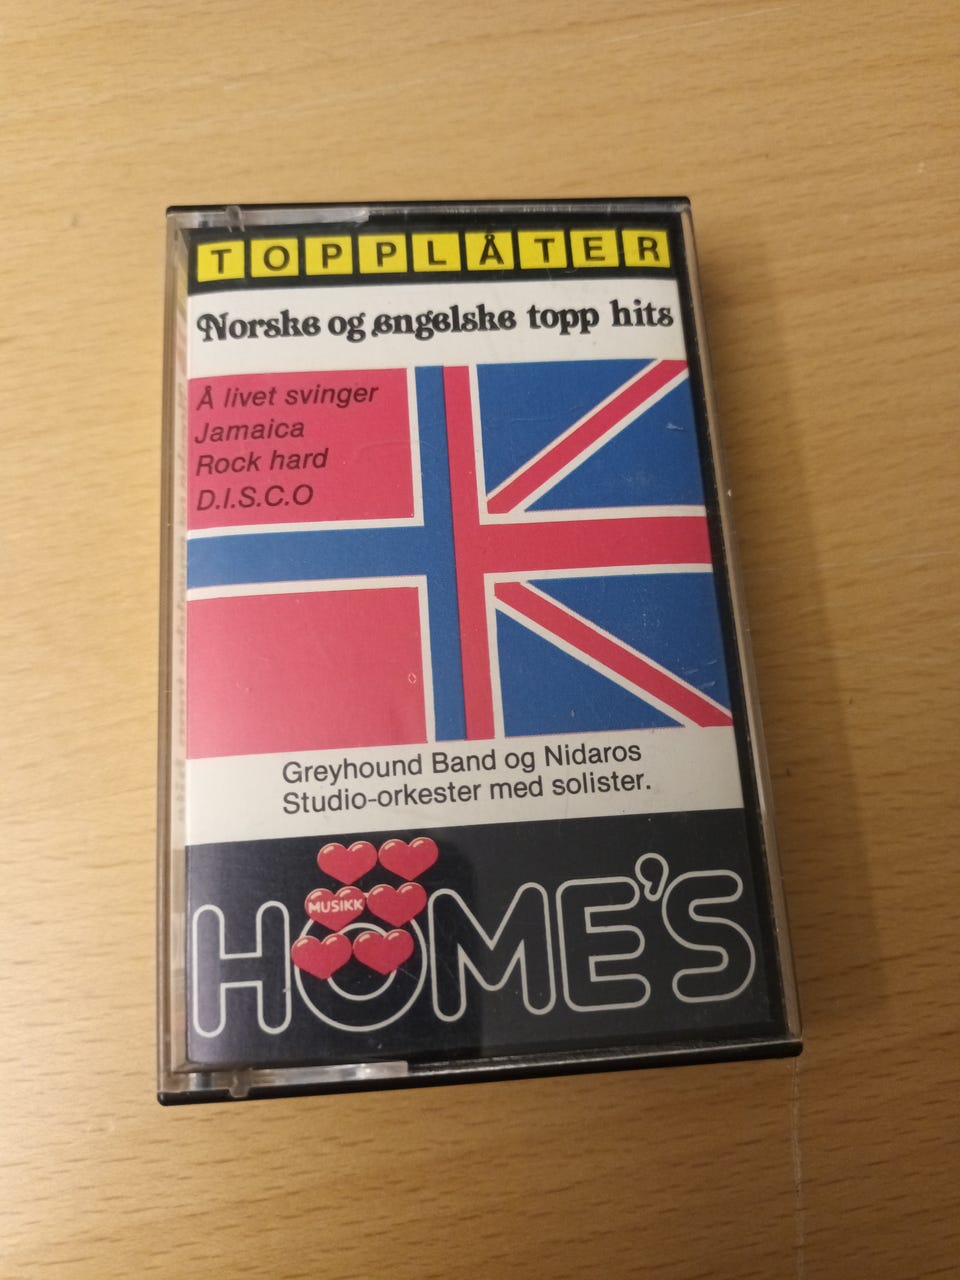 TOPPLÅTER
Norske og engelske topp hits
Å livet svinger
Jamaica
Rock hard
D.I.S.C.O
Greyhound Band og Nidaros
Studio-orkester med solister.
MUSIKK
HOME'S